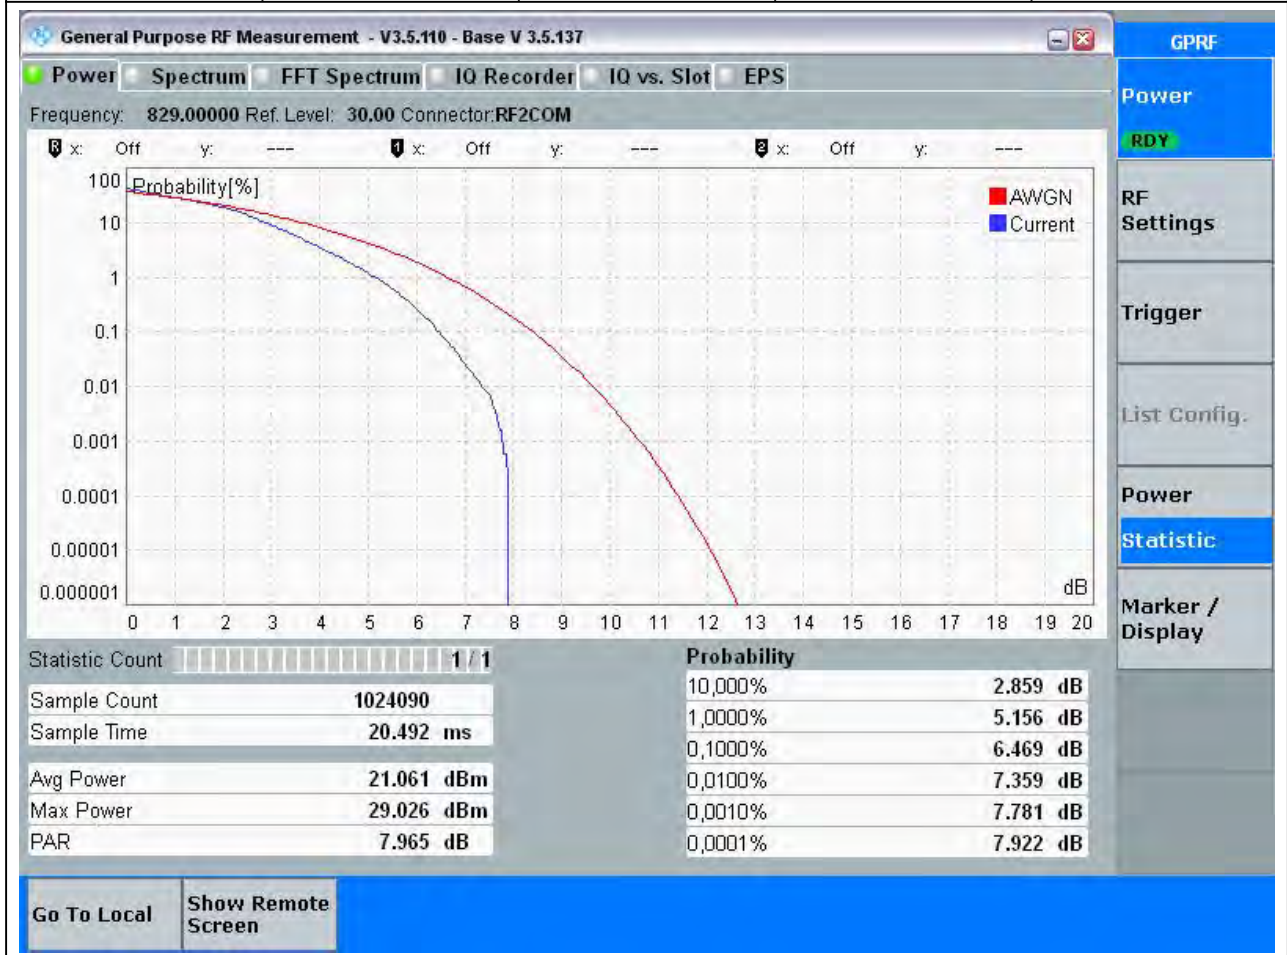 General Purpose RF Measurement - V3.5.110 - Base V 3.5.137
GPRF
Power Spectrum FFT Spectrum IQ Recorder IQ vs. Slot EPS
Frequency: 829.00000 Ref. Level: 30.00 Connector:RF2COM
Power
RDY
R x: Off y: --- 1 x: Off y: --- 2 x: Off y: ---
Probability[%]
AWGN
Current
100
10
1
0.1
0.01
0.001
0.0001
0.00001
0.000001
dB
0 1 2 3 4 5 6 7 8 9 10 11 12 13 14 15 16 17 18 19 20
RF
Settings
Trigger
List Config.
Power
Statistic
Marker /
Display
Statistic Count 1 / 1
Sample Count 1024090
Sample Time 20.492 ms
Avg Power 21.061 dBm
Max Power 29.026 dBm
PAR 7.965 dB
Probability
10,000% 2.859 dB
1,0000% 5.156 dB
0,1000% 6.469 dB
0,0100% 7.359 dB
0,0010% 7.781 dB
0,0001% 7.922 dB
Go To Local
Show Remote
Screen